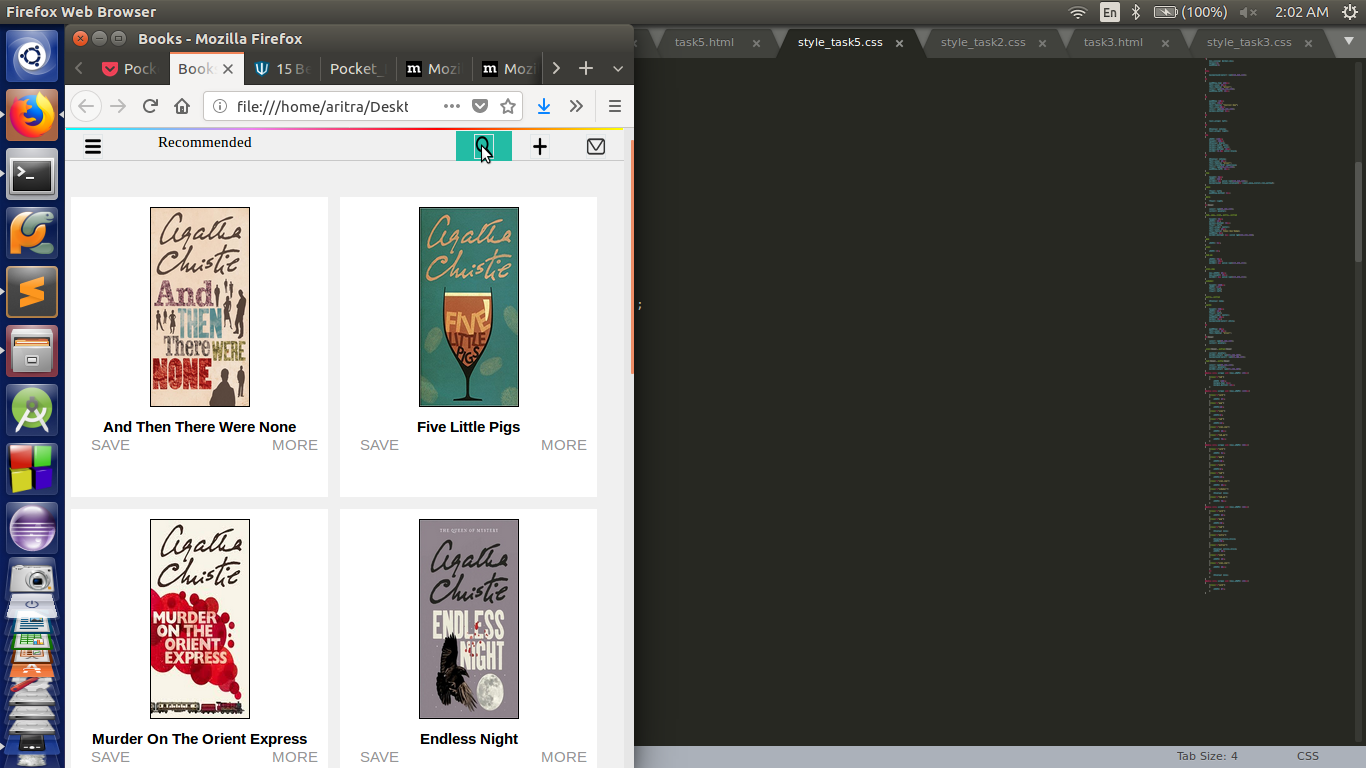 Firefox Web Browser
En
(100%)
2:02 AM
Books - Mozilla Firefox
Pock
Book
15 Be
Pocket_
Mozi
Mozi
task5.html
style_task5.css
style_task2.css
task3.html
style_task3.css
file:///home/aritra/Deskt
Recommended
Agatha
Christie
And
THEN
There WERE
NONE
And Then There Were None
SAVE
MORE
Agatha
Christie
FIVE
LITTLE
PIGS
Five Little Pigs
SAVE
MORE
;
Agatha
Christie
MURDER
ON THE
ORIENT
EXPRESS
Murder On The Orient Express
SAVE
MORE
THE QUEEN OF MYSTERY
Agatha
Christie
ENDLESS
NIGHT
Endless Night
SAVE
MORE
Tab Size: 4
CSS